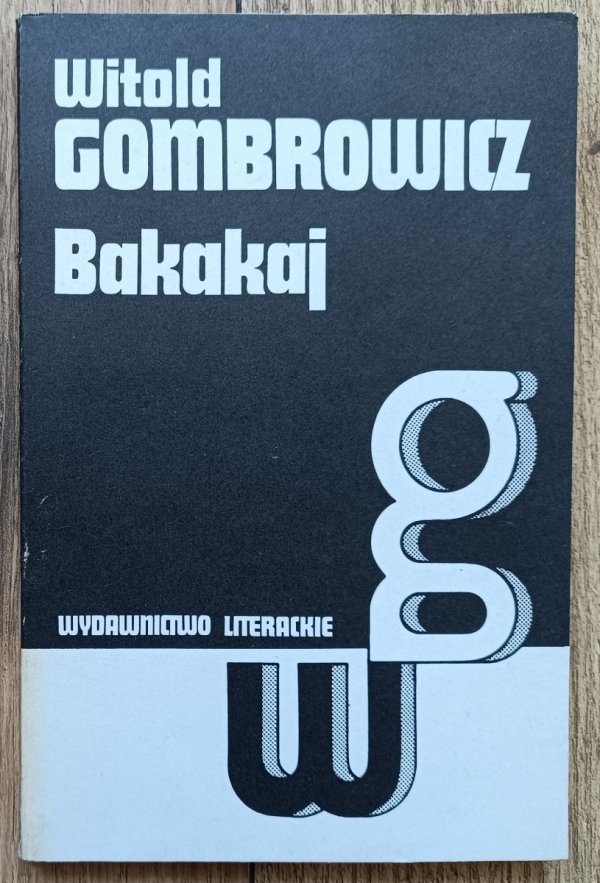 Witold
GOMBROWICZ
Bakakaj
g
WYDAWNICTWO LITERACKIE
w